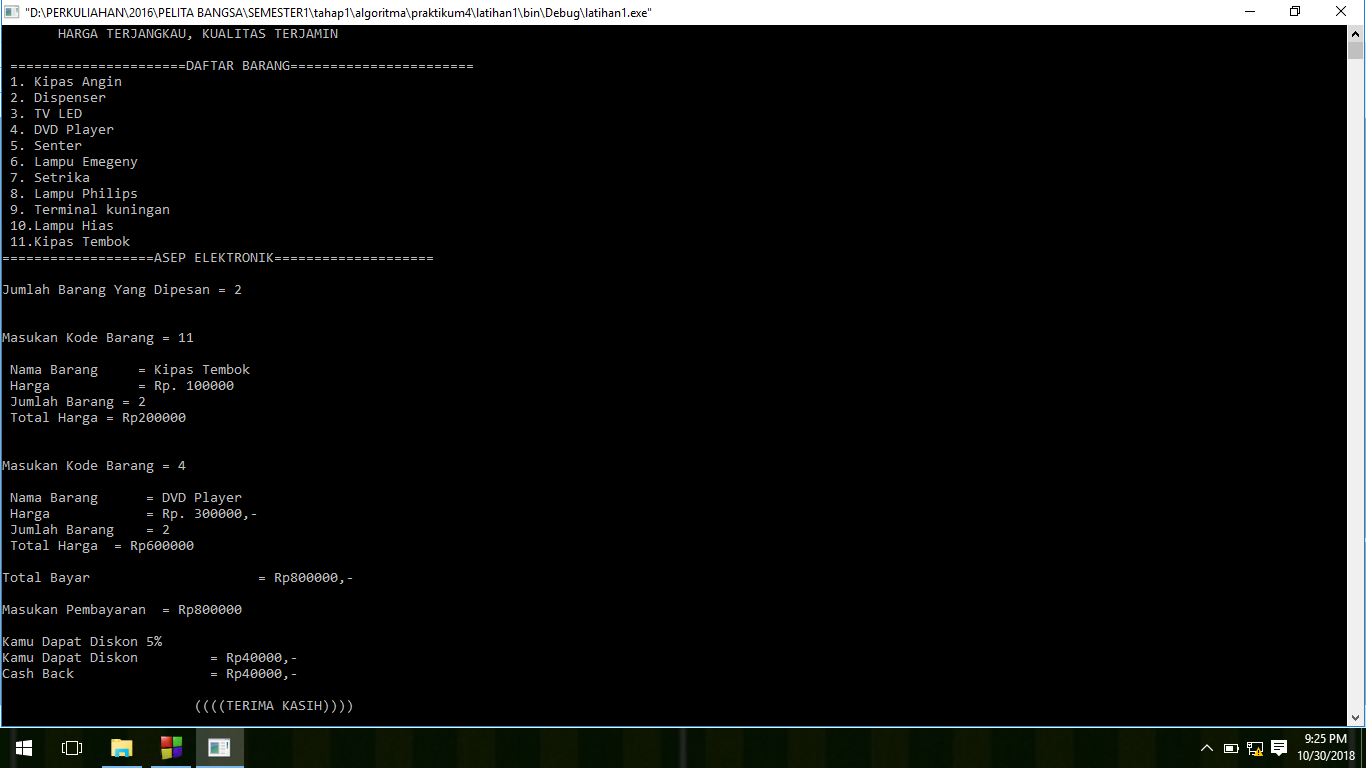 "D:\PERKULIAHAN\2016\PELITA BANGSA\SEMESTER1\tahap1\algoritma\praktikum4\latihan1\bin\Debug\latihan1.exe"
HARGA TERJANGKAU, KUALITAS TERJAMIN
======================DAFTAR BARANG=======================
1. Kipas Angin
2. Dispenser
3. TV LED
4. DVD Player
5. Senter
6. Lampu Emegeny
7. Setrika
8. Lampu Philips
9. Terminal kuningan
10.Lampu Hias
11.Kipas Tembok
===================ASEP ELEKTRONIK====================
Jumlah Barang Yang Dipesan = 2
Masukan Kode Barang = 11
Nama Barang     = Kipas Tembok
Harga           = Rp. 100000
Jumlah Barang = 2
Total Harga = Rp200000
Masukan Kode Barang = 4
Nama Barang      = DVD Player
Harga            = Rp. 300000,-
Jumlah Barang    = 2
Total Harga  = Rp600000
Total Bayar                     = Rp800000,-
Masukan Pembayaran  = Rp800000
Kamu Dapat Diskon 5%
Kamu Dapat Diskon         = Rp40000,-
Cash Back                 = Rp40000,-
((((TERIMA KASIH))))
9:25 PM
10/30/2018